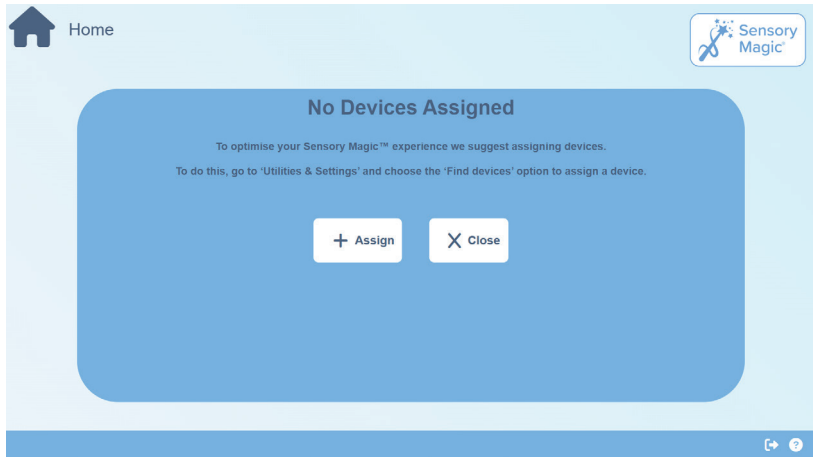 Home
Sensory
Magic®
No Devices Assigned
To optimise your Sensory Magic™ experience we suggest assigning devices.
To do this, go to 'Utilities & Settings' and choose the 'Find devices' option to assign a device.
+ Assign
X Close
?